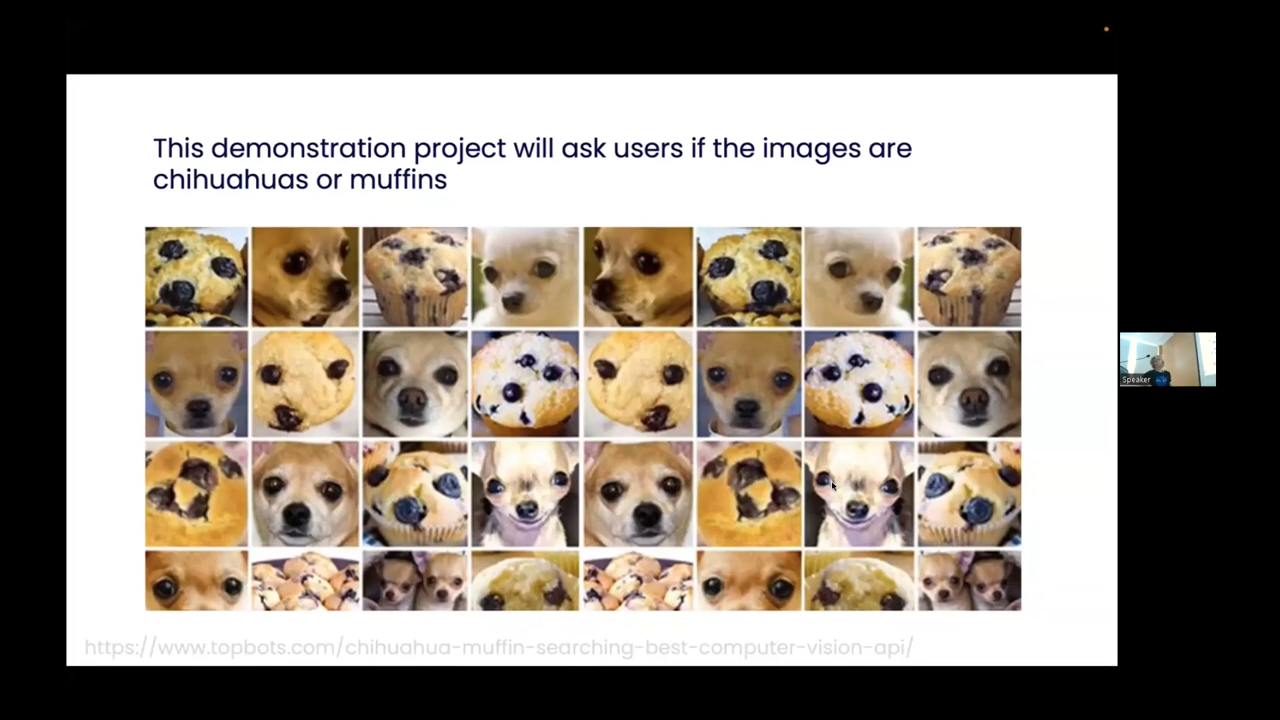 This demonstration project will ask users if the images are
chihuahuas or muffins
Speaker
https://www.topbots.com/chihuahua-muffin-searching-best-computer-vision-api/